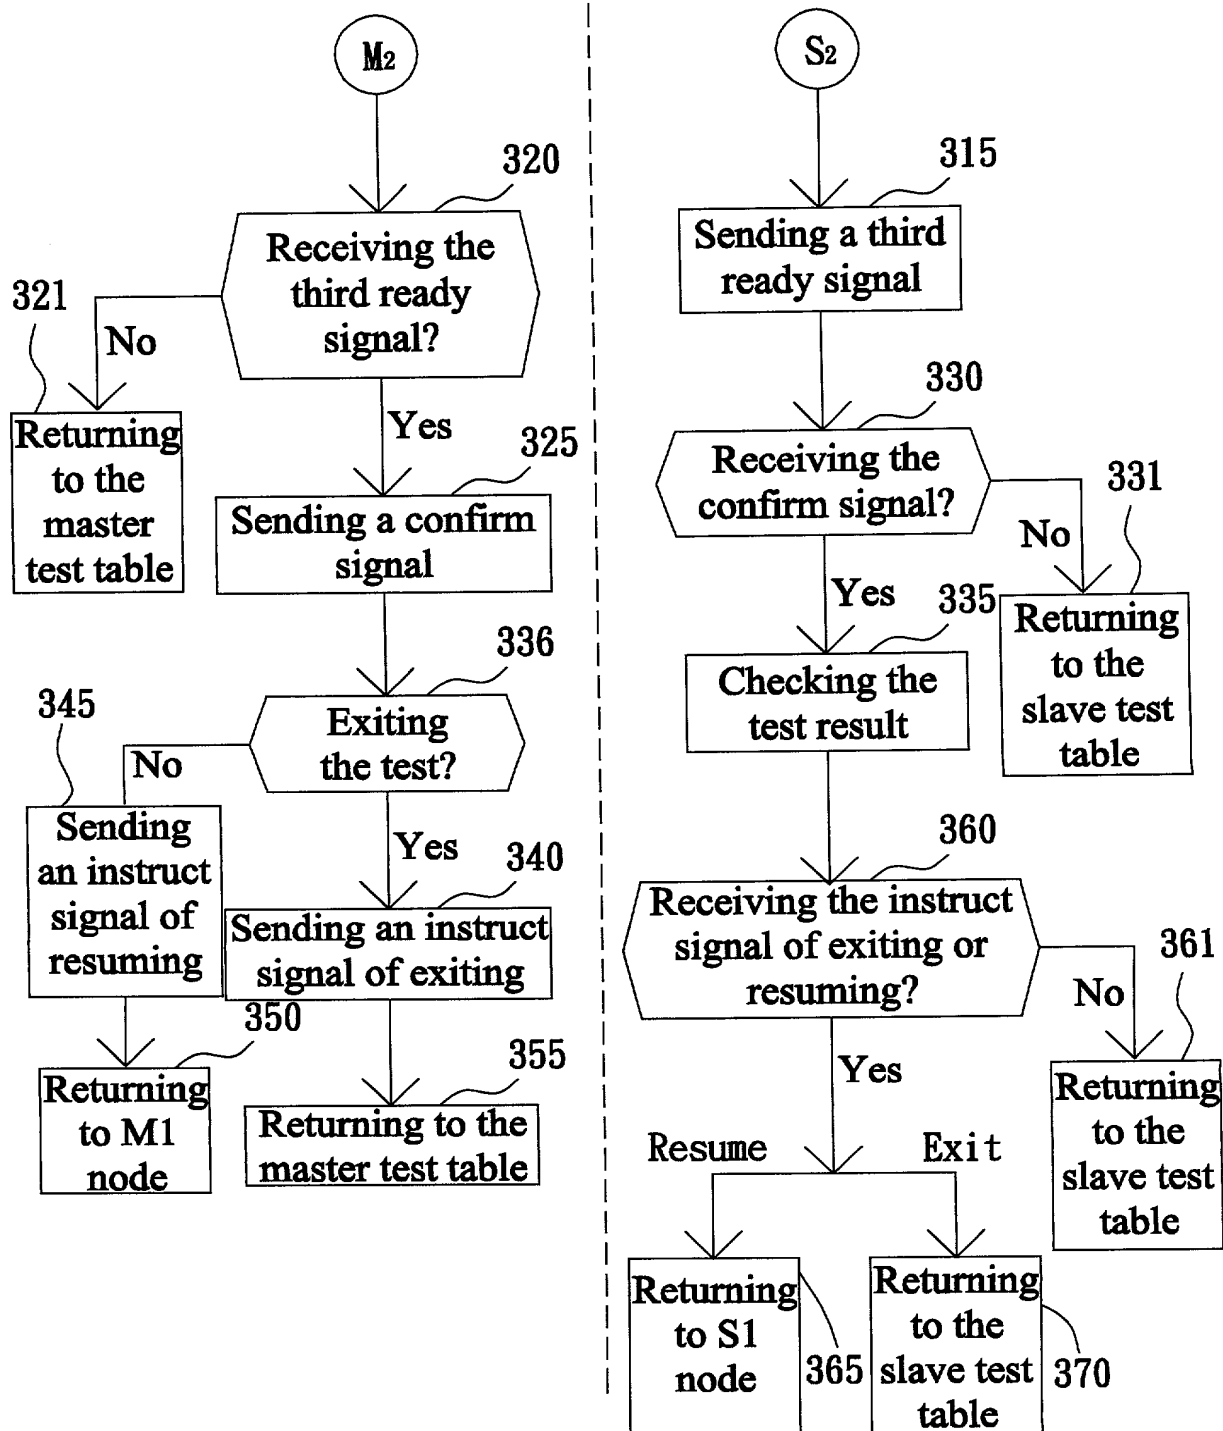 M2
320
Receiving the
third ready
signal?
321
No
Returning
to the
master
test table
Yes
325
Sending a confirm
signal
336
Exiting
the test?
345
No
Sending
an instruct
signal of
resuming
Yes
340
Sending an instruct
signal of exiting
350
Returning
to M1
node
355
Returning to the
master test table
S2
315
Sending a third
ready signal
330
Receiving the
confirm signal?
331
No
Returning
to the
slave test
table
Yes
335
Checking the
test result
360
Receiving the instruct
signal of exiting or
resuming?
361
No
Returning
to the
slave test
table
Yes
Resume
Exit
Returning
to S1
node
365
Returning
to the
slave test
table
370